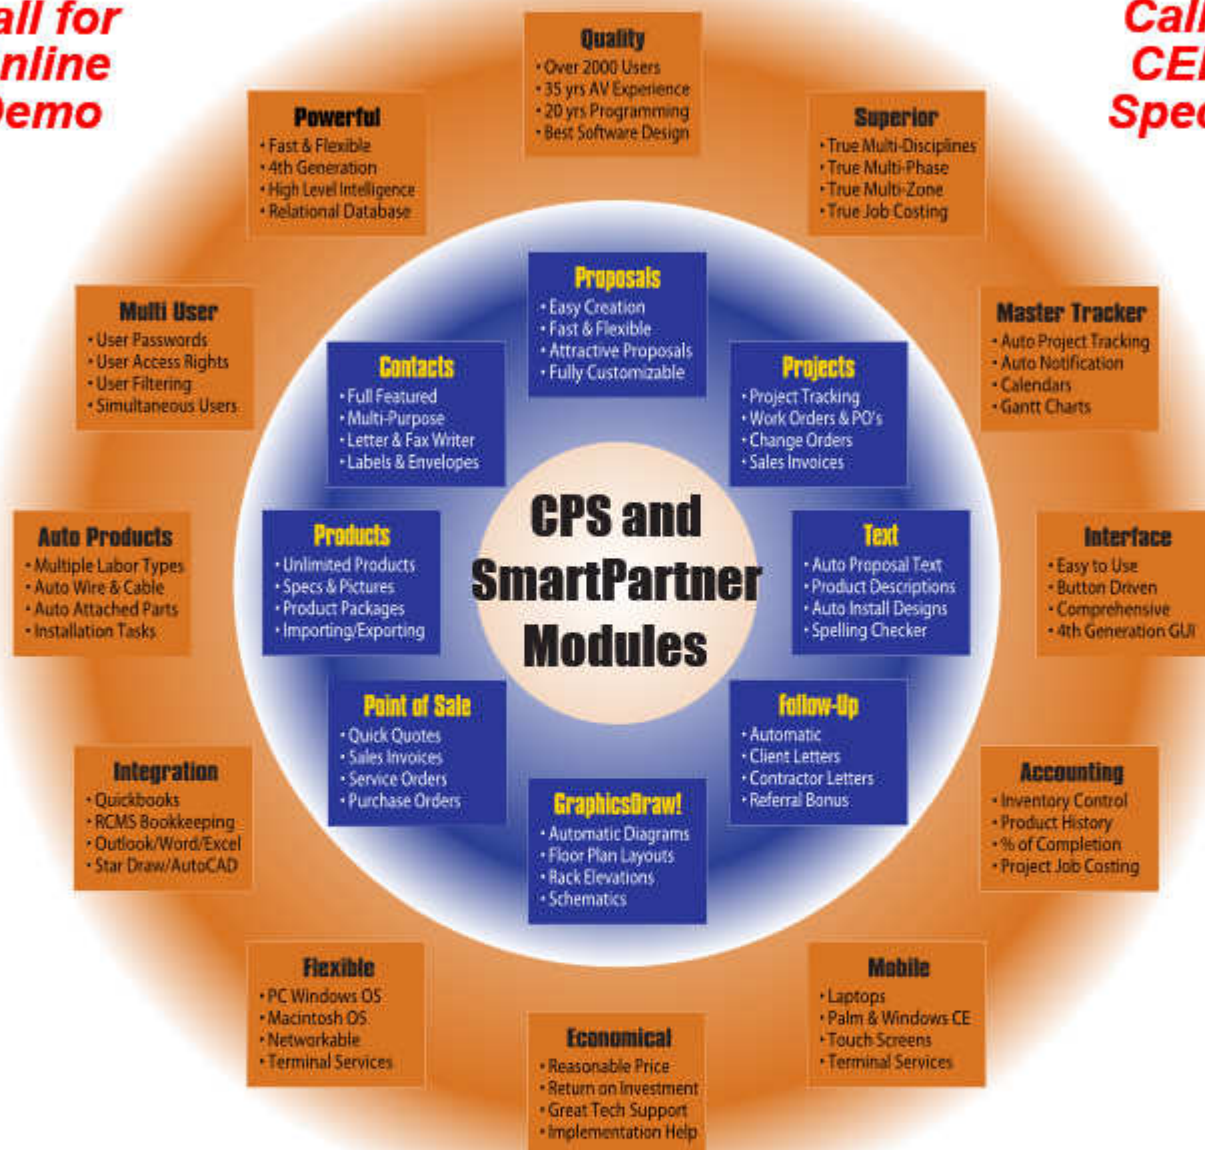 all for
nline
Demo
Call
CED
Spec
Quality
• Over 2000 Users
• 35 yrs AV Experience
• 20 yrs Programming
• Best Software Design
Powerful
• Fast & Flexible
• 4th Generation
• High Level Intelligence
• Relational Database
Superior
• True Multi-Disciplines
• True Multi-Phase
• True Multi-Zone
• True Job Costing
Multi User
• User Passwords
• User Access Rights
• User Filtering
• Simultaneous Users
Master Tracker
• Auto Project Tracking
• Auto Notification
• Calendars
• Gantt Charts
Proposals
• Easy Creation
• Fast & Flexible
• Attractive Proposals
• Fully Customizable
Contacts
• Full Featured
• Multi-Purpose
• Letter & Fax Writer
• Labels & Envelopes
Projects
• Project Tracking
• Work Orders & PO's
• Change Orders
• Sales Invoices
Auto Products
• Multiple Labor Types
• Auto Wire & Cable
• Auto Attached Parts
• Installation Tasks
Products
• Unlimited Products
• Specs & Pictures
• Product Packages
• Importing/Exporting
CPS and
SmartPartner
Modules
Text
• Auto Proposal Text
• Product Descriptions
• Auto Install Designs
• Spelling Checker
Interface
• Easy to Use
• Button Driven
• Comprehensive
• 4th Generation GUI
Point of Sale
• Quick Quotes
• Sales Invoices
• Service Orders
• Purchase Orders
Follow-Up
• Automatic
• Client Letters
• Contractor Letters
• Referral Bonus
GraphicsDraw!
• Automatic Diagrams
• Floor Plan Layouts
• Rack Elevations
• Schematics
Integration
• Quickbooks
• RCMS Bookkeeping
• Outlook/Word/Excel
• Star Draw/AutoCAD
Accounting
• Inventory Control
• Product History
• % of Completion
• Project Job Costing
Flexible
• PC Windows OS
• Macintosh OS
• Networkable
• Terminal Services
Economical
• Reasonable Price
• Return on Investment
• Great Tech Support
• Implementation Help
Mobile
• Laptops
• Palm & Windows CE
• Touch Screens
• Terminal Services